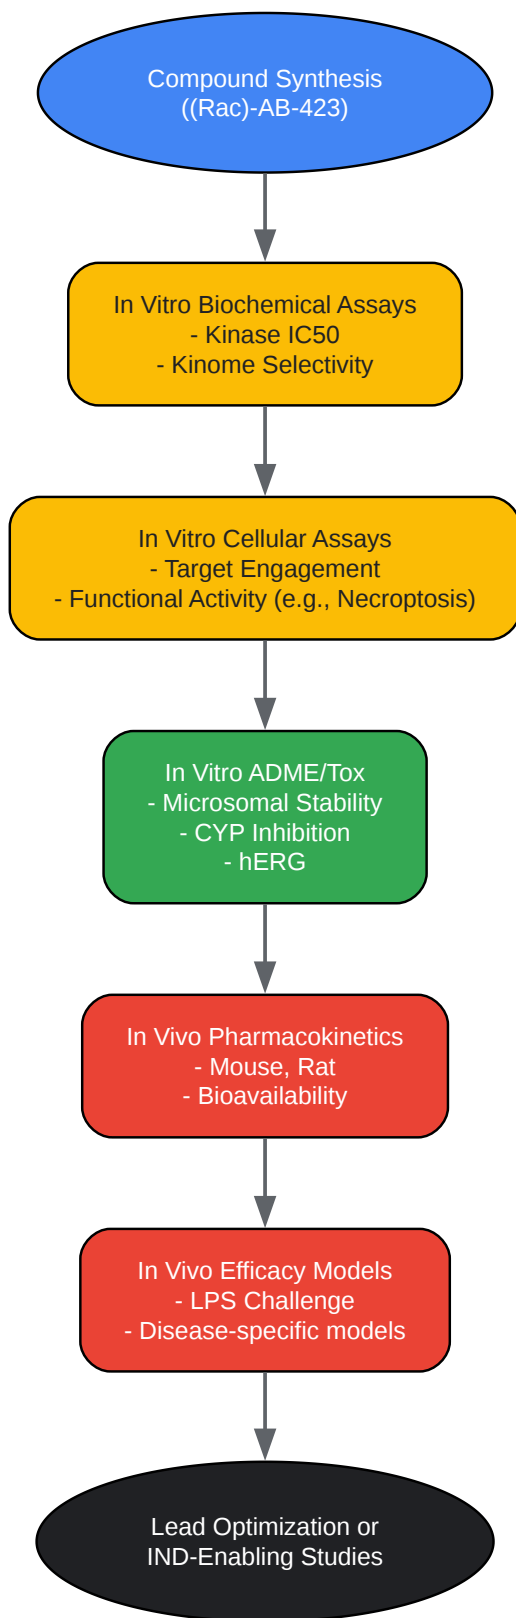 Compound Synthesis
((Rac)-AB-423)
In Vitro Biochemical Assays
- Kinase IC50
- Kinome Selectivity
In Vitro Cellular Assays
- Target Engagement
- Functional Activity (e.g., Necroptosis)
In Vitro ADME/Tox
- Microsomal Stability
- CYP Inhibition
- hERG
In Vivo Pharmacokinetics
- Mouse, Rat
- Bioavailability
In Vivo Efficacy Models
- LPS Challenge
- Disease-specific models
Lead Optimization or
IND-Enabling Studies